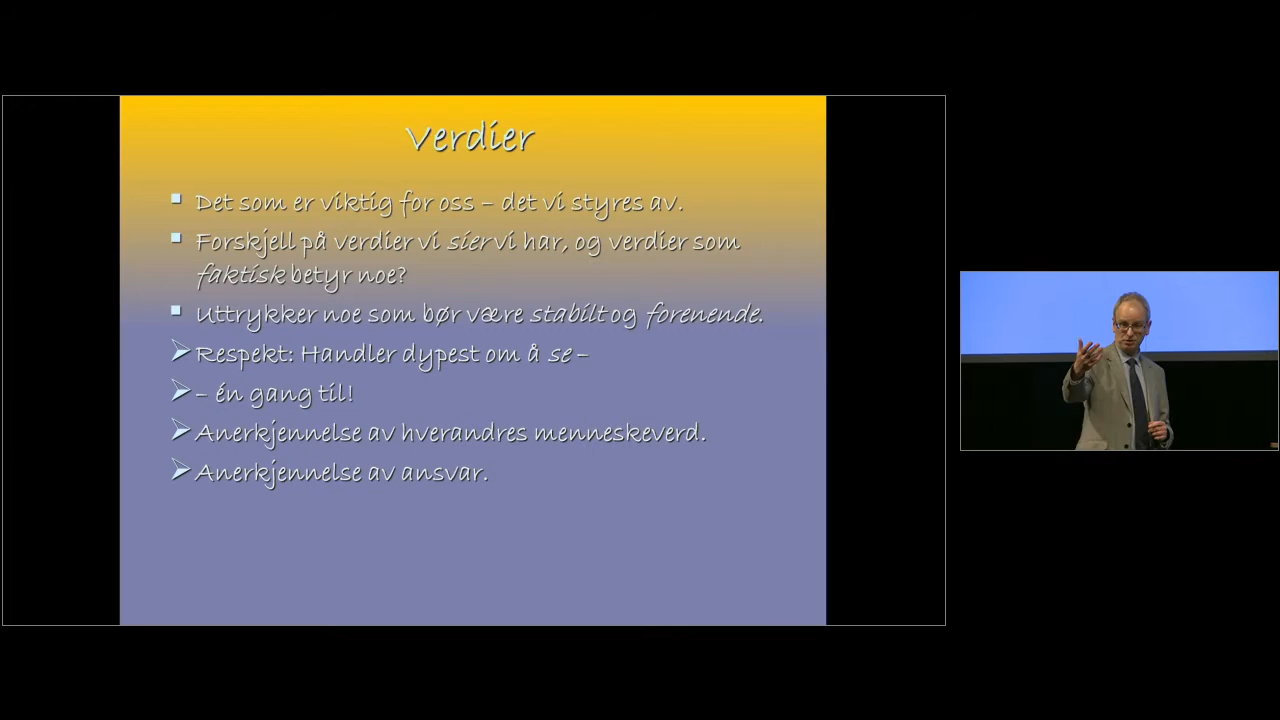 Verdier
▪ Det som er viktig for oss – det vi styres av.
▪ Forskjell på verdier vi sier vi har, og verdier som
faktisk betyr noe?
▪ Uttrykker noe som bør være stabilt og forenende.
➢ Respekt: Handler dypest om å se –
➢ – én gang til!
➢ Anerkjennelse av hverandres menneskeverd.
➢ Anerkjennelse av ansvar.